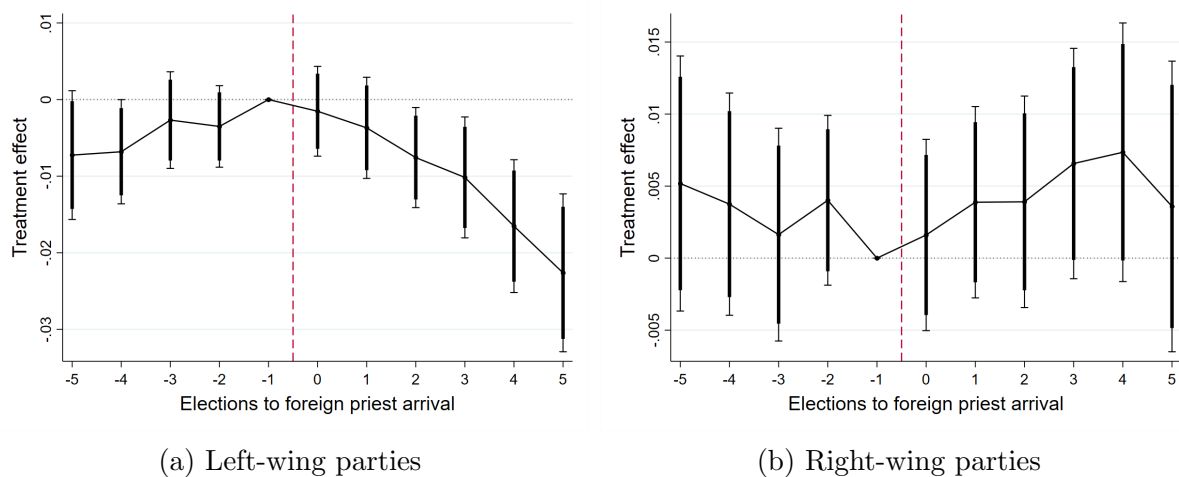 .01
0
-.01
-.02
-.03
Treatment effect
-5 -4 -3 -2 -1 0 1 2 3 4 5
Elections to foreign priest arrival
(a) Left-wing parties
.015
.01
.005
0
-.005
Treatment effect
-5 -4 -3 -2 -1 0 1 2 3 4 5
Elections to foreign priest arrival
(b) Right-wing parties